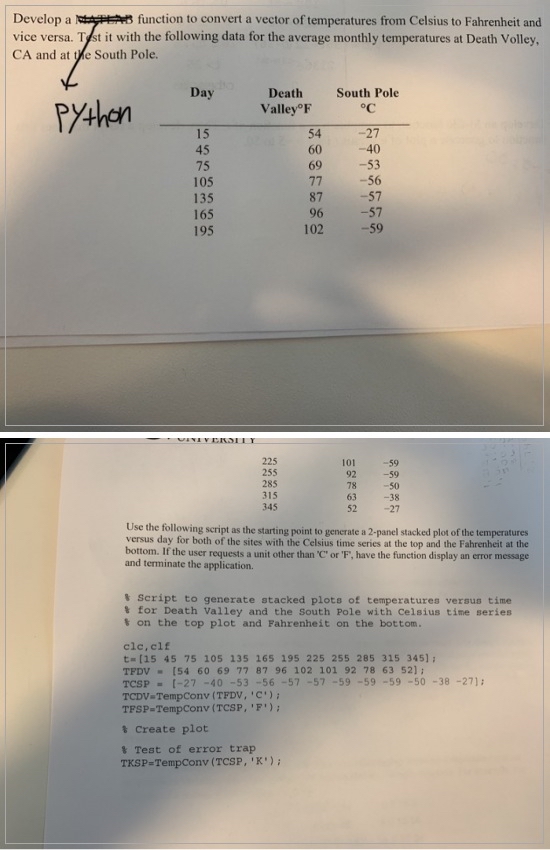 Develop a MATLAB function to convert a vector of temperatures from Celsius to Fahrenheit and
vice versa. Test it with the following data for the average monthly temperatures at Death Volley,
CA and at the South Pole.
PYthon
Day Death Valley°F South Pole °C
15 54 -27
45 60 -40
75 69 -53
105 77 -56
135 87 -57
165 96 -57
195 102 -59
UNIVERSITY
225 101 -59
255 92 -59
285 78 -50
315 63 -38
345 52 -27
Use the following script as the starting point to generate a 2-panel stacked plot of the temperatures
versus day for both of the sites with the Celsius time series at the top and the Fahrenheit at the
bottom. If the user requests a unit other than 'C' or 'F', have the function display an error message
and terminate the application.
% Script to generate stacked plots of temperatures versus time
% for Death Valley and the South Pole with Celsius time series
% on the top plot and Fahrenheit on the bottom.
clc,clf
t=[15 45 75 105 135 165 195 225 255 285 315 345];
TFDV = [54 60 69 77 87 96 102 101 92 78 63 52];
TCSP = [-27 -40 -53 -56 -57 -57 -59 -59 -59 -50 -38 -27];
TCDV=TempConv(TFDV,'C');
TFSP=TempConv(TCSP,'F');
% Create plot
% Test of error trap
TKSP=TempConv(TCSP,'K');